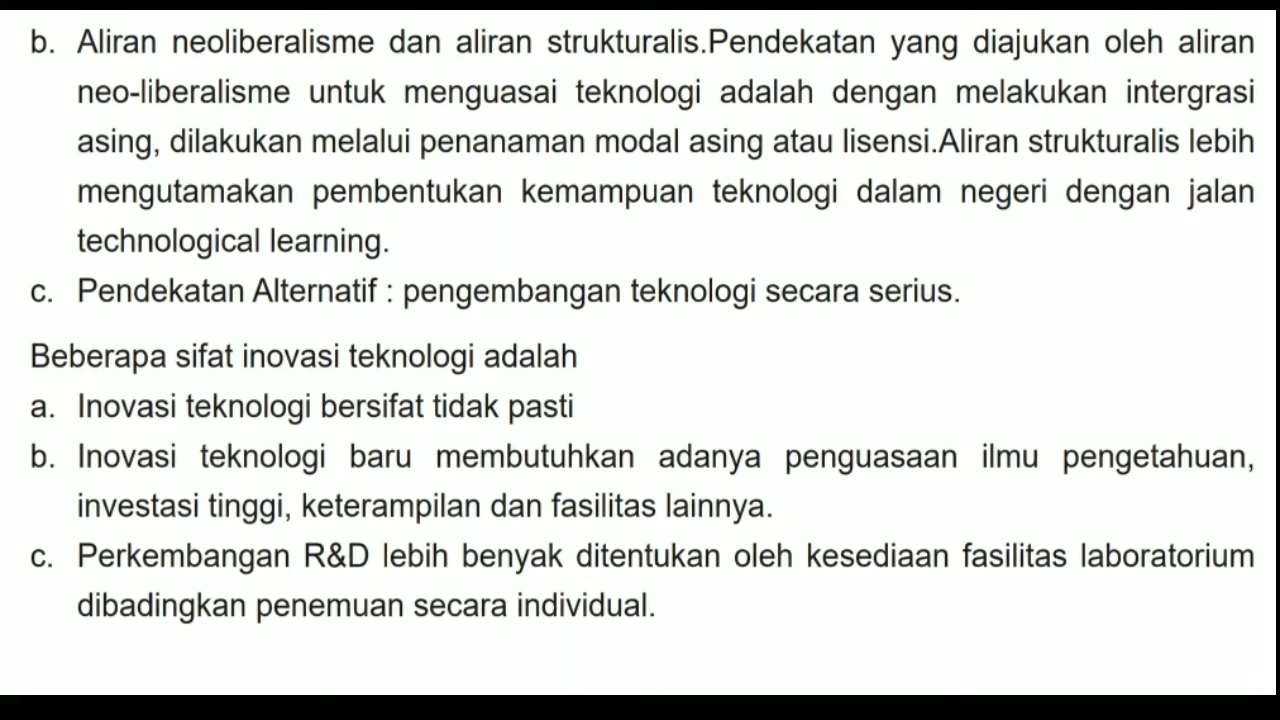 b. Aliran neoliberalisme dan aliran strukturalis.Pendekatan yang diajukan oleh aliran
neo-liberalisme untuk menguasai teknologi adalah dengan melakukan intergrasi
asing, dilakukan melalui penanaman modal asing atau lisensi.Aliran strukturalis lebih
mengutamakan pembentukan kemampuan teknologi dalam negeri dengan jalan
technological learning.
c. Pendekatan Alternatif : pengembangan teknologi secara serius.
Beberapa sifat inovasi teknologi adalah
a. Inovasi teknologi bersifat tidak pasti
b. Inovasi teknologi baru membutuhkan adanya penguasaan ilmu pengetahuan,
investasi tinggi, keterampilan dan fasilitas lainnya.
c. Perkembangan R&D lebih benyak ditentukan oleh kesediaan fasilitas laboratorium
dibadingkan penemuan secara individual.